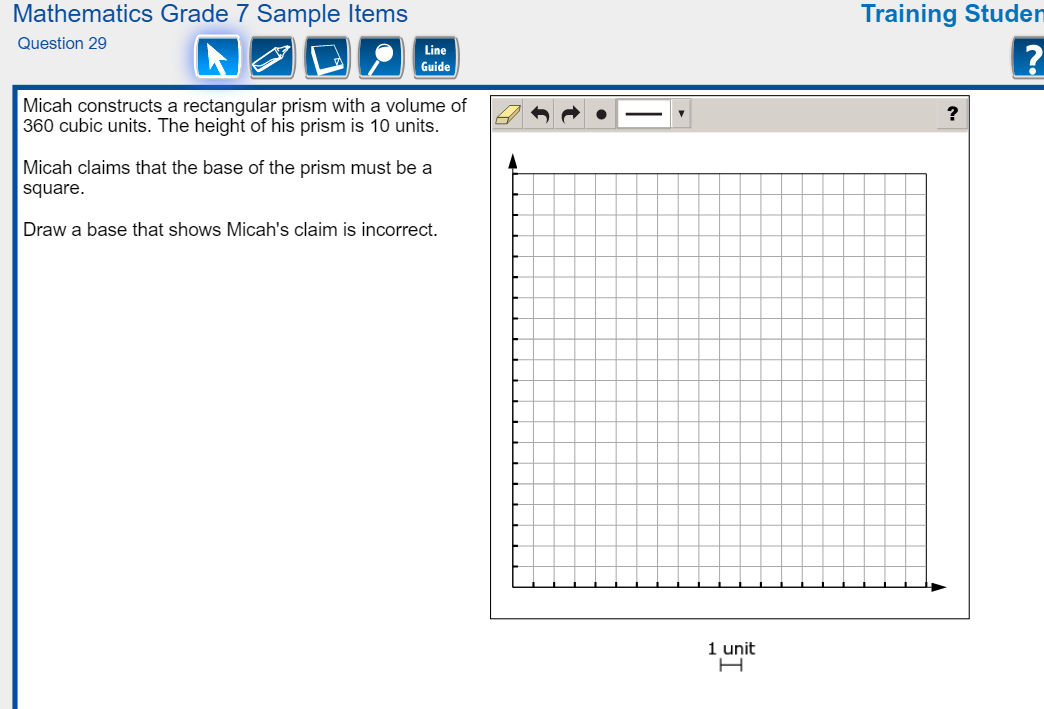 Mathematics Grade 7 Sample Items
Training Studen
Question 29
Line
Guide
?
Micah constructs a rectangular prism with a volume of
360 cubic units. The height of his prism is 10 units.
Micah claims that the base of the prism must be a
square.
Draw a base that shows Micah's claim is incorrect.
?
1 unit